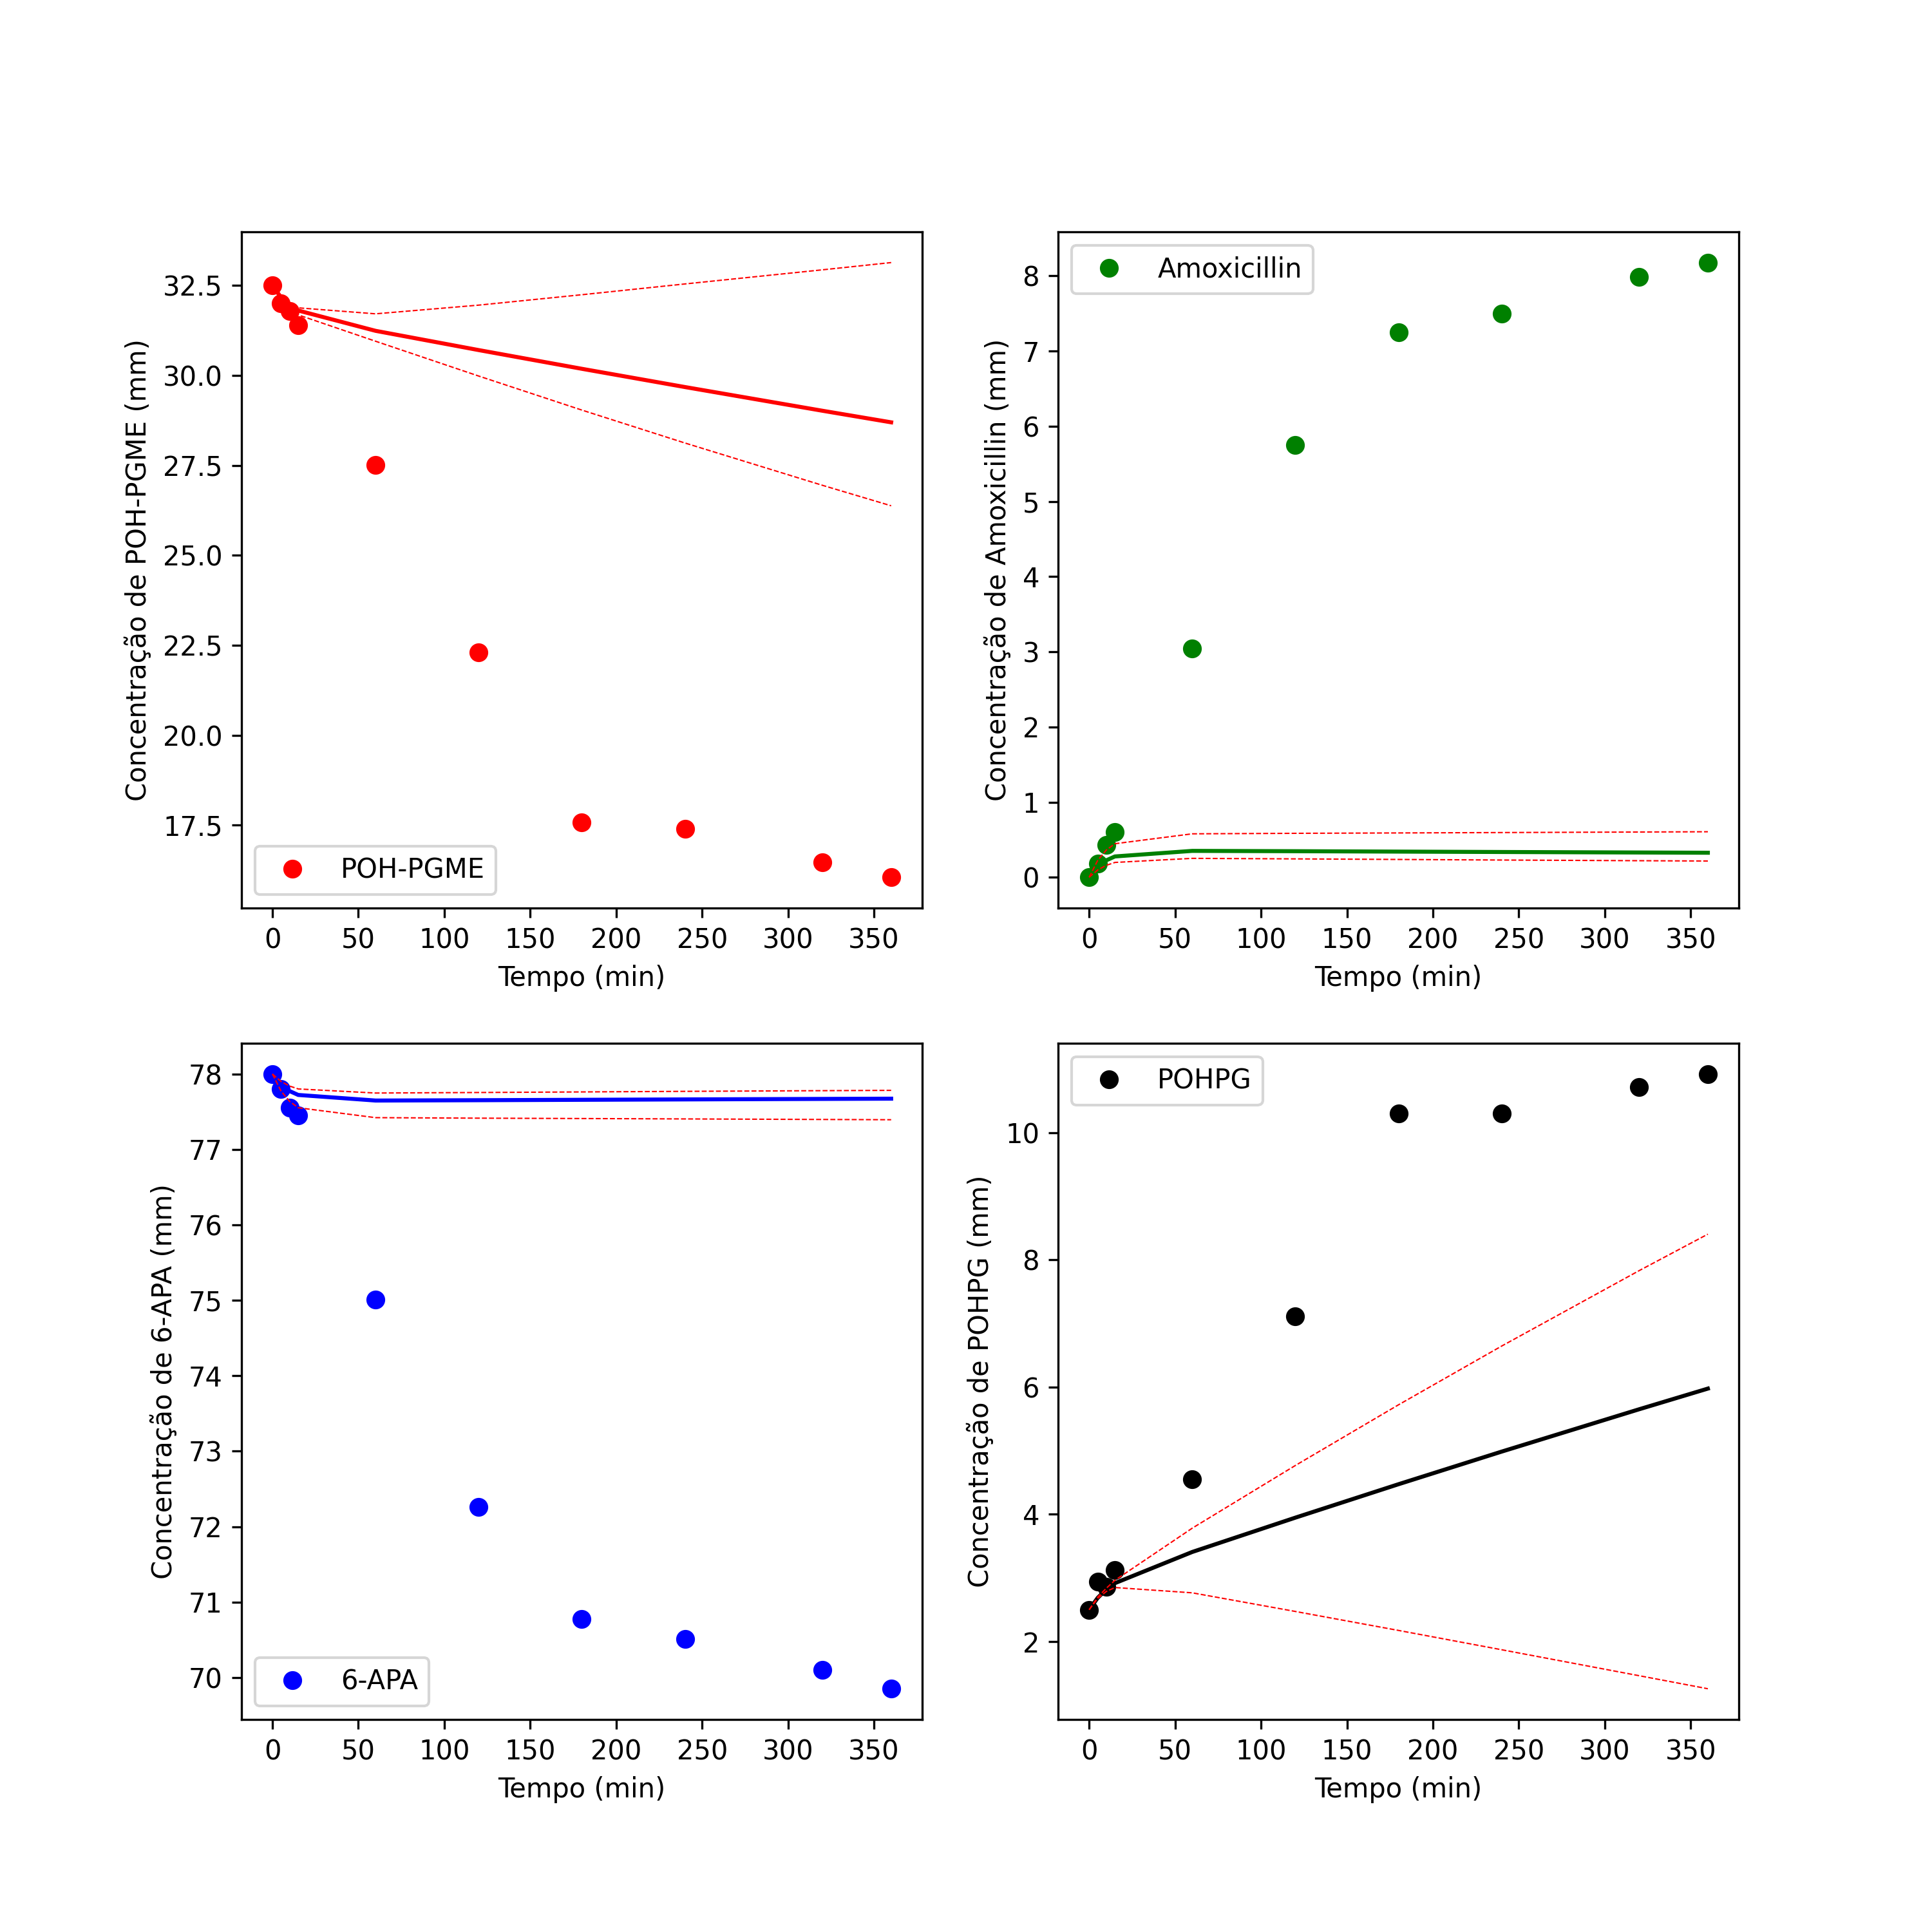 Concentração de POH-PGME (mm)
32.5
30.0
27.5
25.0
22.5
20.0
17.5
POH-PGME
0 50 100 150 200 250 300 350
Tempo (min)
Concentração de Amoxicillin (mm)
8
7
6
5
4
3
2
1
0
Amoxicillin
0 50 100 150 200 250 300 350
Tempo (min)
Concentração de 6-APA (mm)
78
77
76
75
74
73
72
71
70
6-APA
0 50 100 150 200 250 300 350
Tempo (min)
Concentração de POHPG (mm)
10
8
6
4
2
POHPG
0 50 100 150 200 250 300 350
Tempo (min)